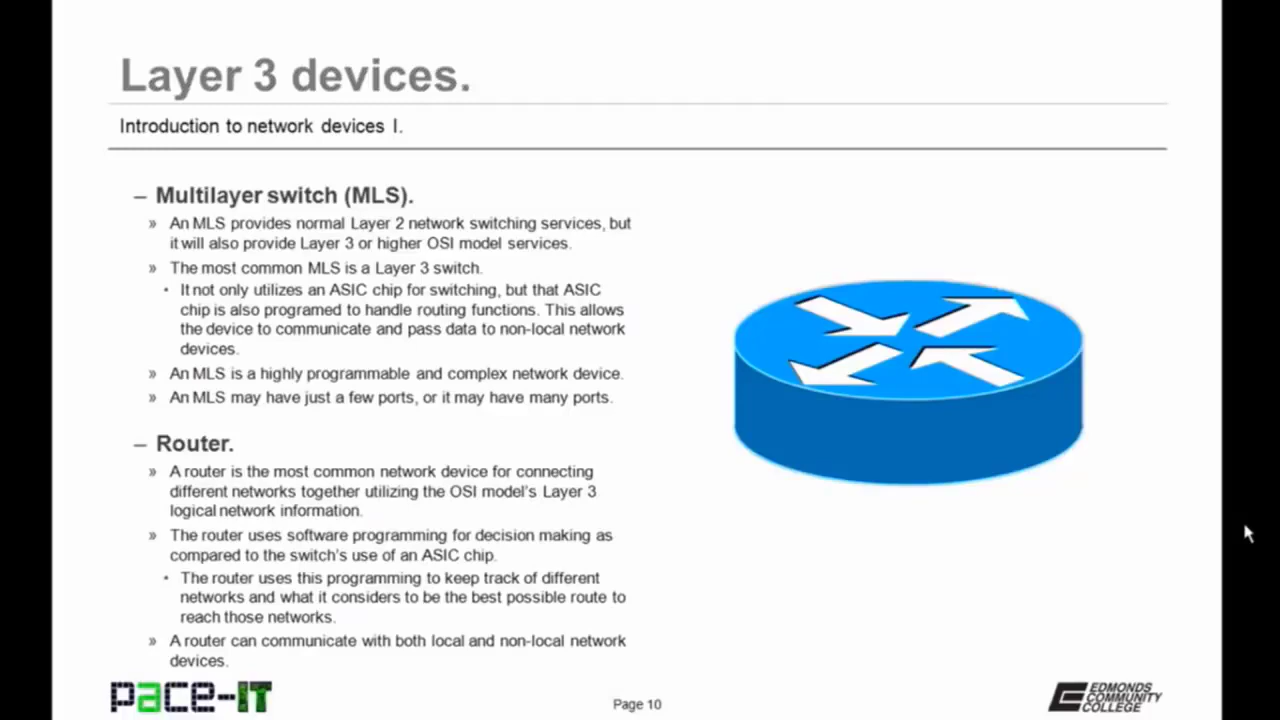 Layer 3 devices.
Introduction to network devices I.
– Multilayer switch (MLS).
» An MLS provides normal Layer 2 network switching services, but
it will also provide Layer 3 or higher OSI model services.
» The most common MLS is a Layer 3 switch.
• It not only utilizes an ASIC chip for switching, but that ASIC
chip is also programed to handle routing functions. This allows
the device to communicate and pass data to non-local network
devices.
» An MLS is a highly programmable and complex network device.
» An MLS may have just a few ports, or it may have many ports.
– Router.
» A router is the most common network device for connecting
different networks together utilizing the OSI model's Layer 3
logical network information.
» The router uses software programming for decision making as
compared to the switch's use of an ASIC chip.
• The router uses this programming to keep track of different
networks and what it considers to be the best possible route to
reach those networks.
» A router can communicate with both local and non-local network
devices.
pace-IT
Page 10
EDMONDS
COMMUNITY
COLLEGE